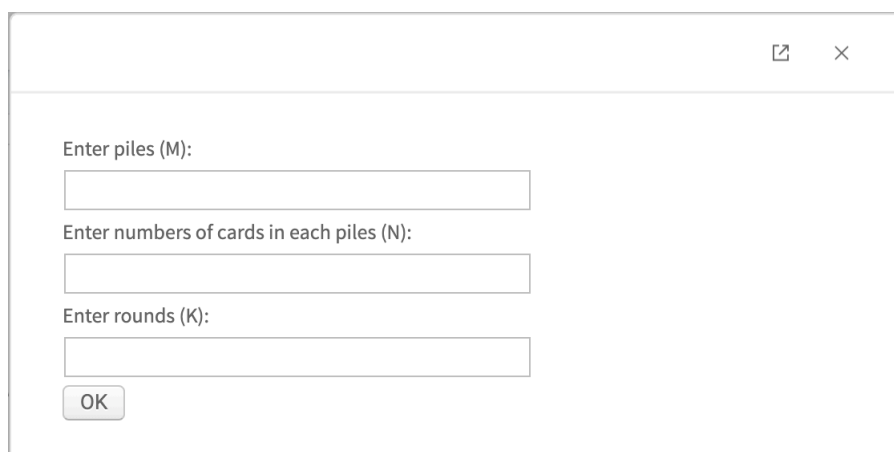 Enter piles (M):
Enter numbers of cards in each piles (N):
Enter rounds (K):
OK